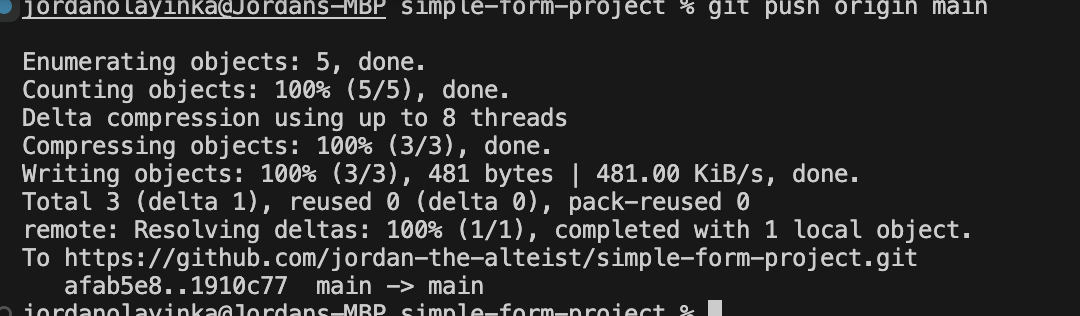 jordanolayinka@Jordans-MBP simple-form-project % git push origin main
Enumerating objects: 5, done.
Counting objects: 100% (5/5), done.
Delta compression using up to 8 threads
Compressing objects: 100% (3/3), done.
Writing objects: 100% (3/3), 481 bytes | 481.00 KiB/s, done.
Total 3 (delta 1), reused 0 (delta 0), pack-reused 0
remote: Resolving deltas: 100% (1/1), completed with 1 local object.
To https://github.com/jordan-the-alteist/simple-form-project.git
   afab5e8..1910c77  main -> main
jordanolayinka@Jordans-MBP simple-form-project %